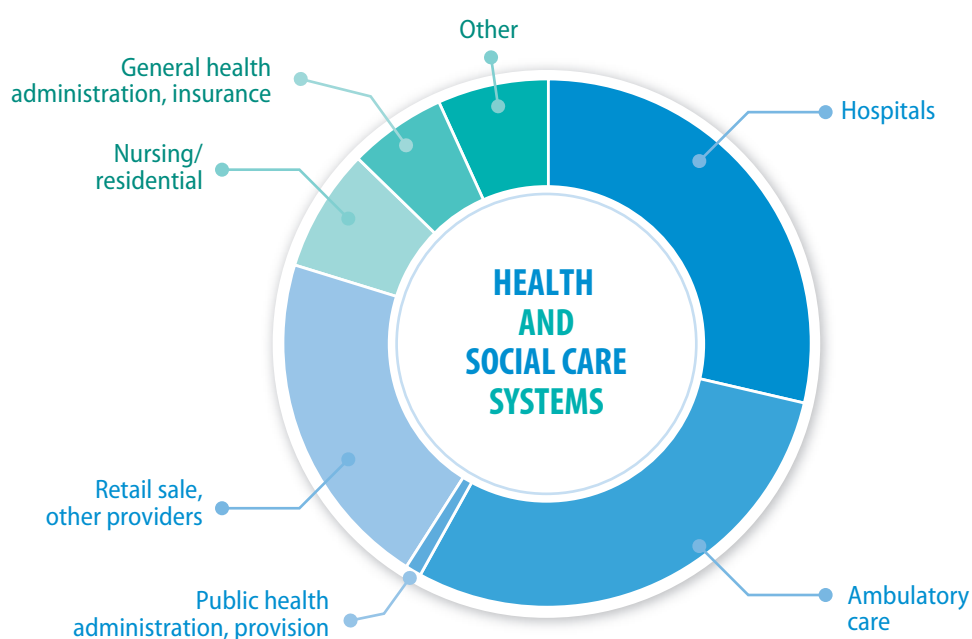 Other
General health
administration, insurance
Hospitals
Nursing/
residential
HEALTH
AND
SOCIAL CARE
SYSTEMS
Retail sale,
other providers
Public health
administration, provision
Ambulatory
care